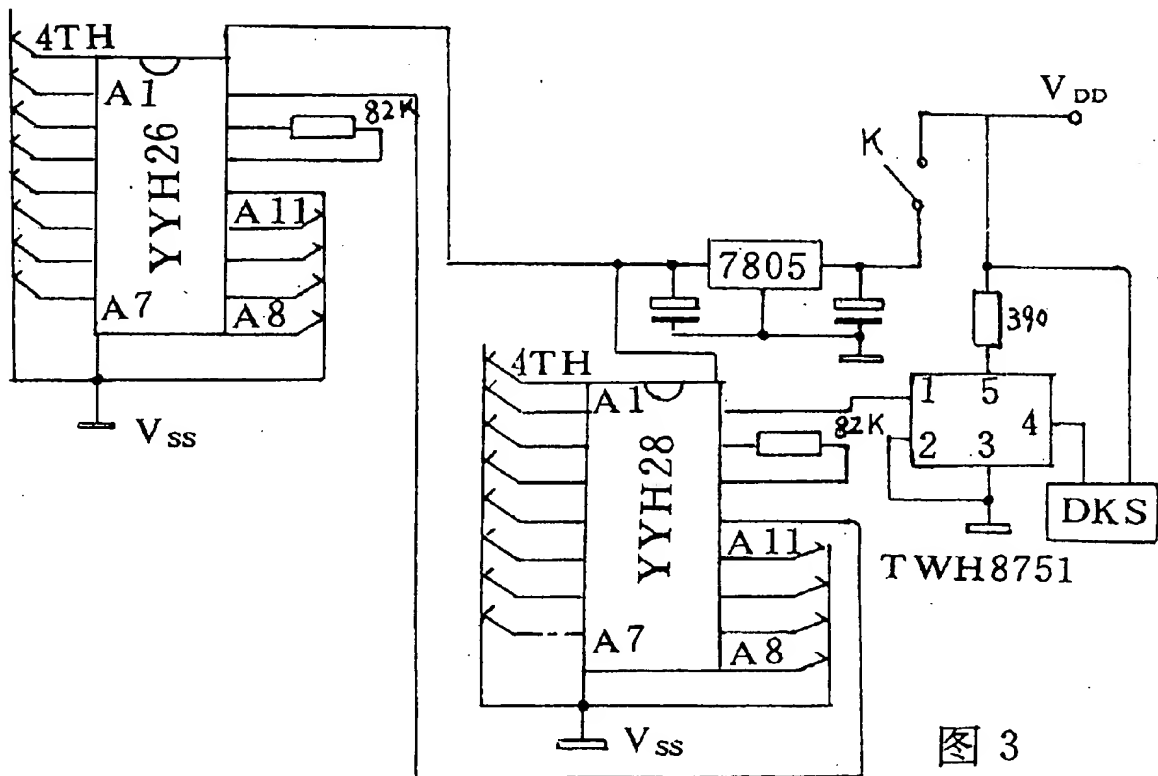 4TH
A1
YYH26
82K
A11
A7
A8
VSS
K
VDD
7805
390
4TH
A1
YYH28
82K
A11
A7
A8
VSS
1
5
2
3
4
DKS
TWH8751
图 3